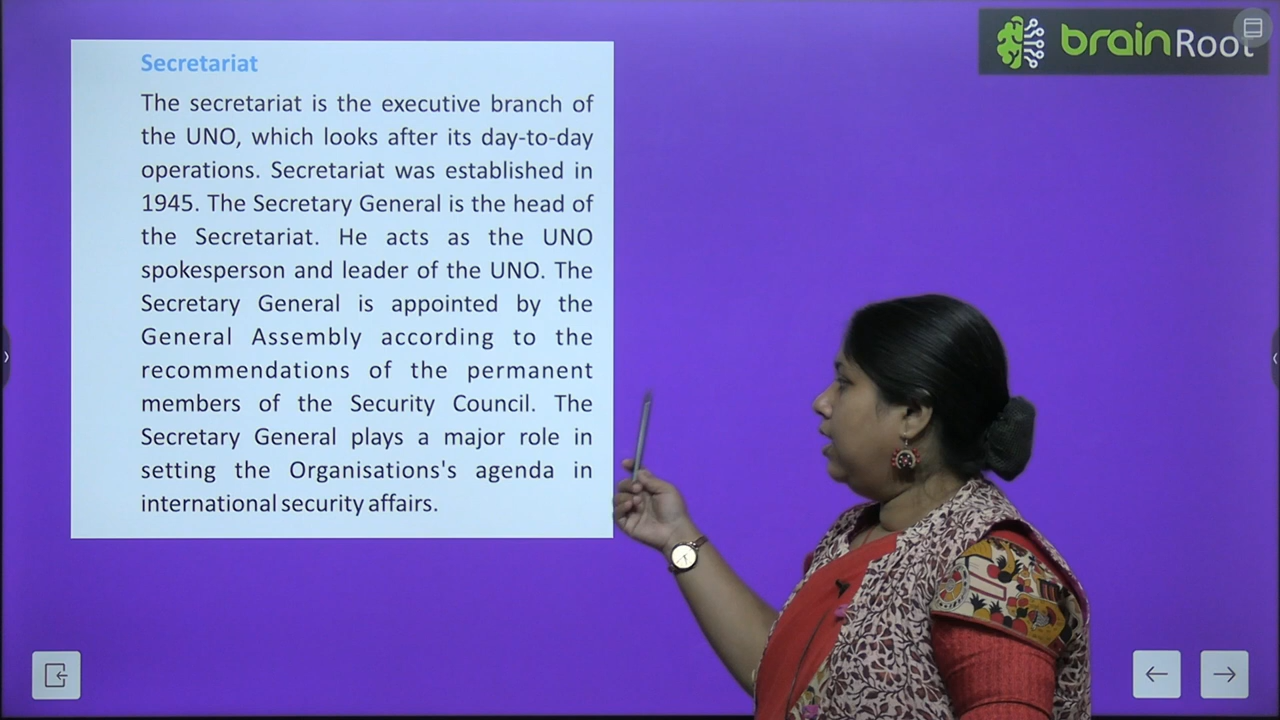 Secretariat
The secretariat is the executive branch of
the UNO, which looks after its day-to-day
operations. Secretariat was established in
1945. The Secretary General is the head of
the Secretariat. He acts as the UNO
spokesperson and leader of the UNO. The
Secretary General is appointed by the
General Assembly according to the
recommendations of the permanent
members of the Security Council. The
Secretary General plays a major role in
setting the Organisations's agenda in
international security affairs.
brainRoot